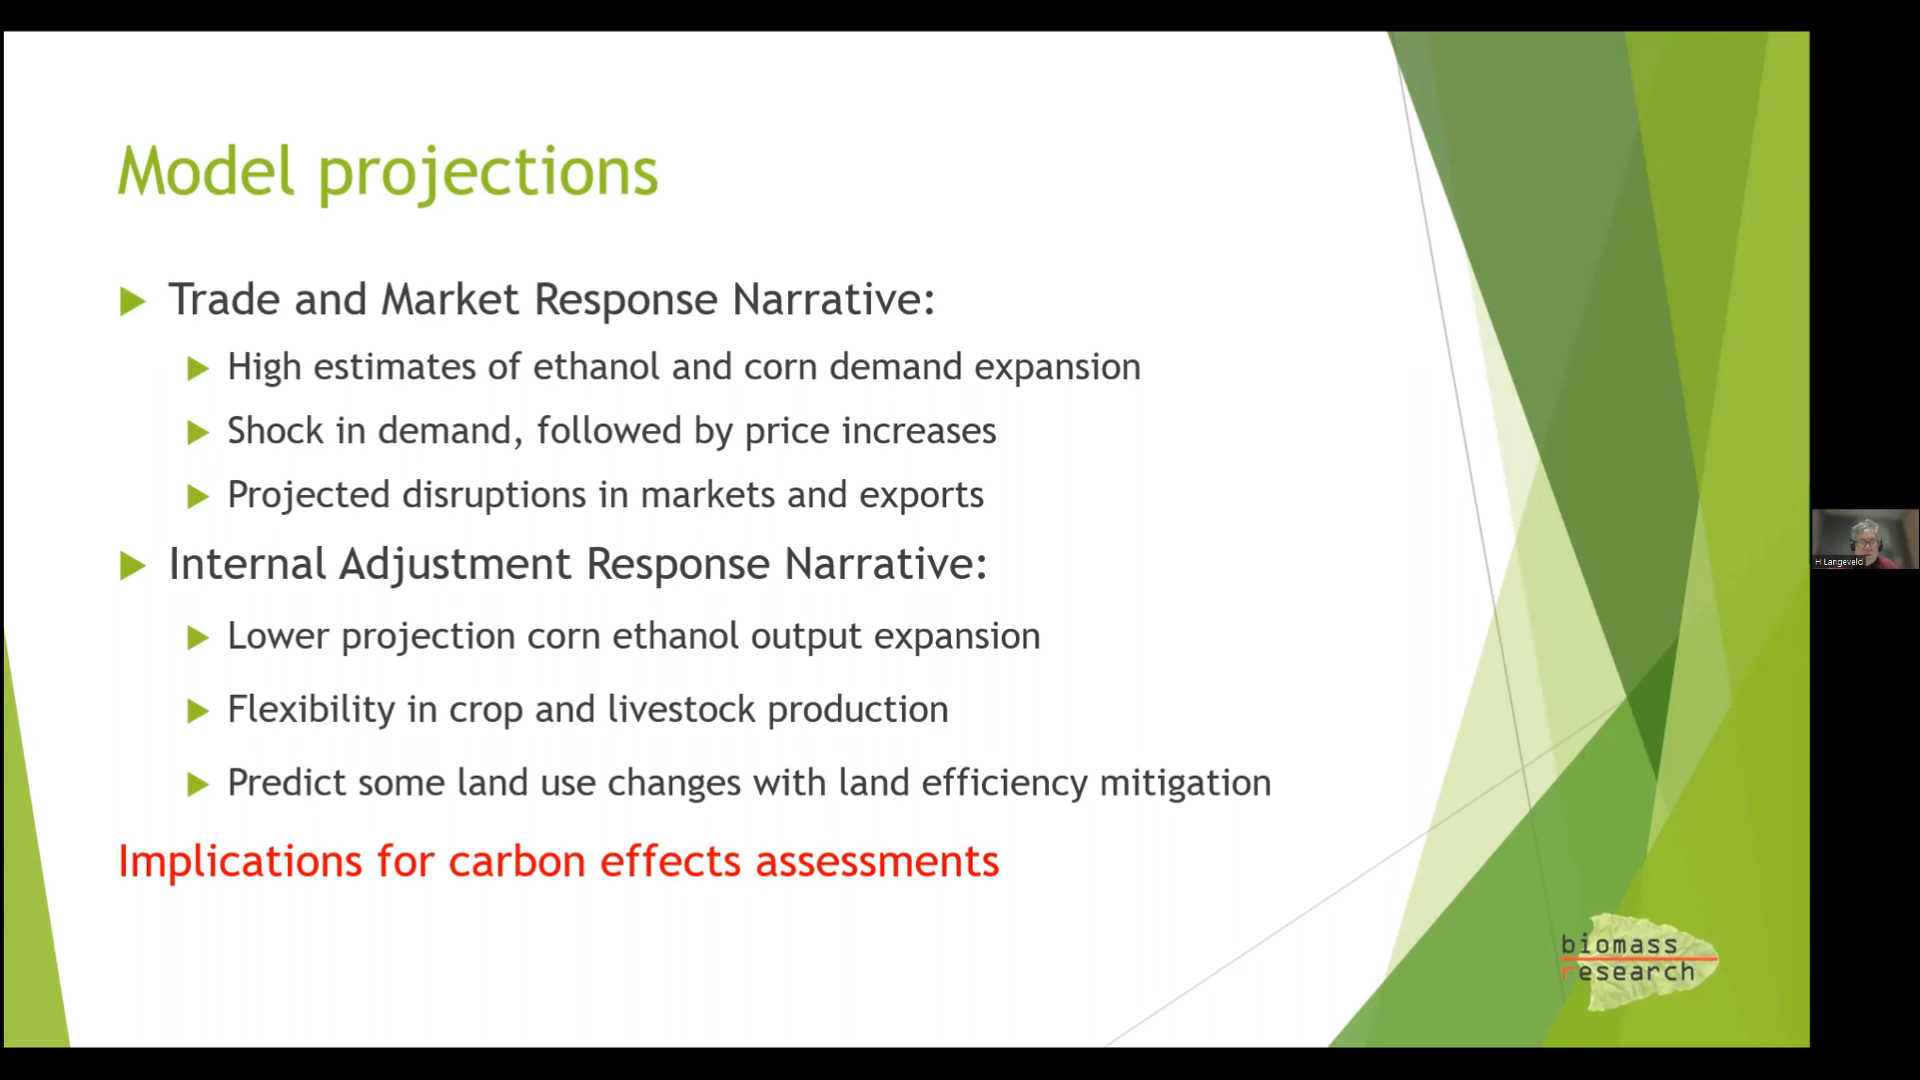 Model projections
Trade and Market Response Narrative:
High estimates of ethanol and corn demand expansion
Shock in demand, followed by price increases
Projected disruptions in markets and exports
Internal Adjustment Response Narrative:
Lower projection corn ethanol output expansion
Flexibility in crop and livestock production
Predict some land use changes with land efficiency mitigation
Implications for carbon effects assessments
H Langeveld
biomass
research